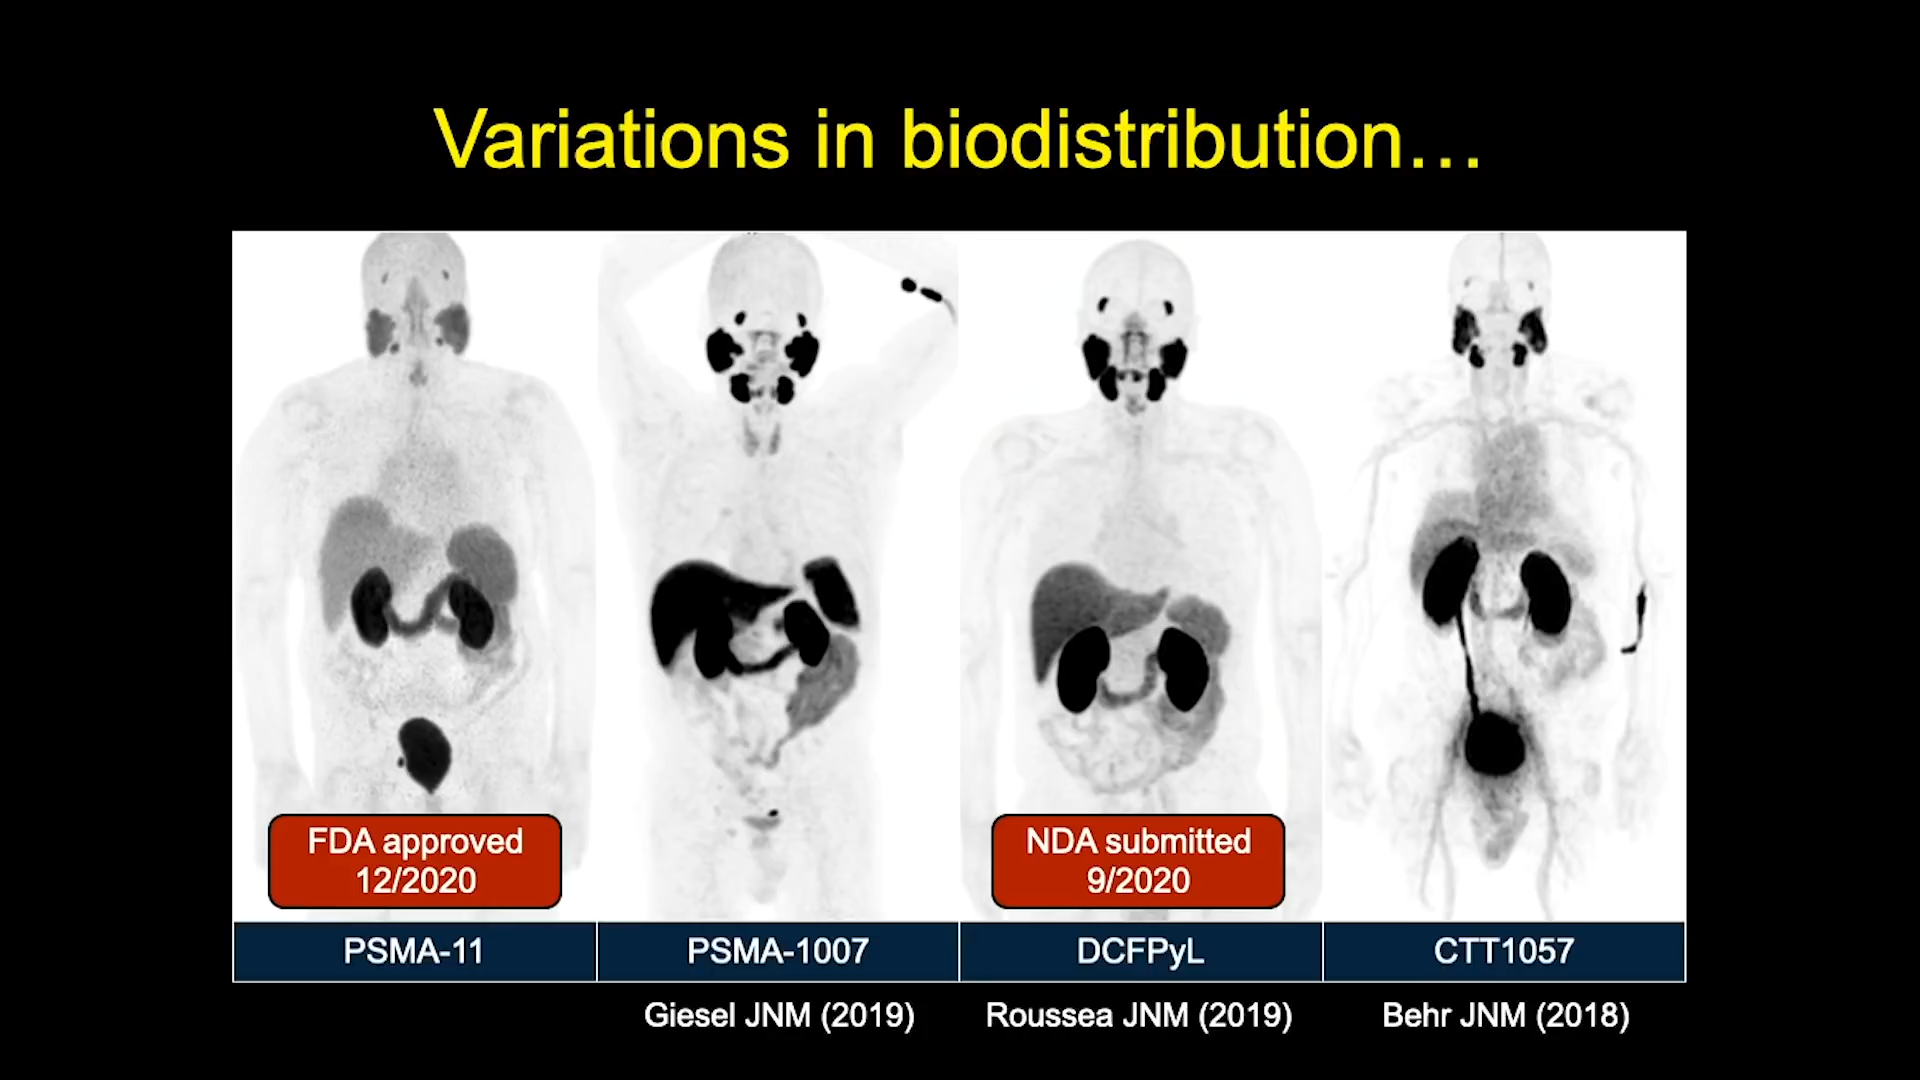 Variations in biodistribution…
FDA approved
12/2020
NDA submitted
9/2020
PSMA-11
PSMA-1007
DCFPyL
CTT1057
Giesel JNM (2019)
Roussea JNM (2019)
Behr JNM (2018)